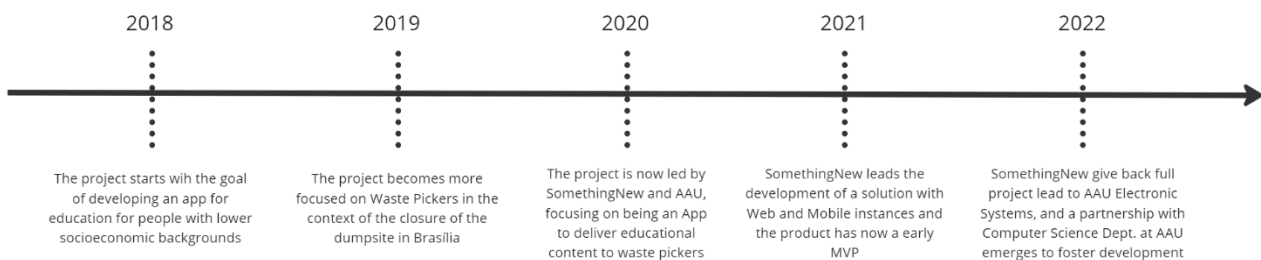 2018
2019
2020
2021
2022
The project starts wih the goal
of developing an app for
education for people with lower
socioeconomic backgrounds
The project becomes more
focused on Waste Pickers in the
context of the closure of the
dumpsite in Brasília
The project is now led by
SomethingNew and AAU,
focusing on being an App
to deliver educational
content to waste pickers
SomethingNew leads the
development of a solution with
Web and Mobile instances and
the product has now a early
MVP
SomethingNew give back full
project lead to AAU Electronic
Systems, and a partnership with
Computer Science Dept. at AAU
emerges to foster development